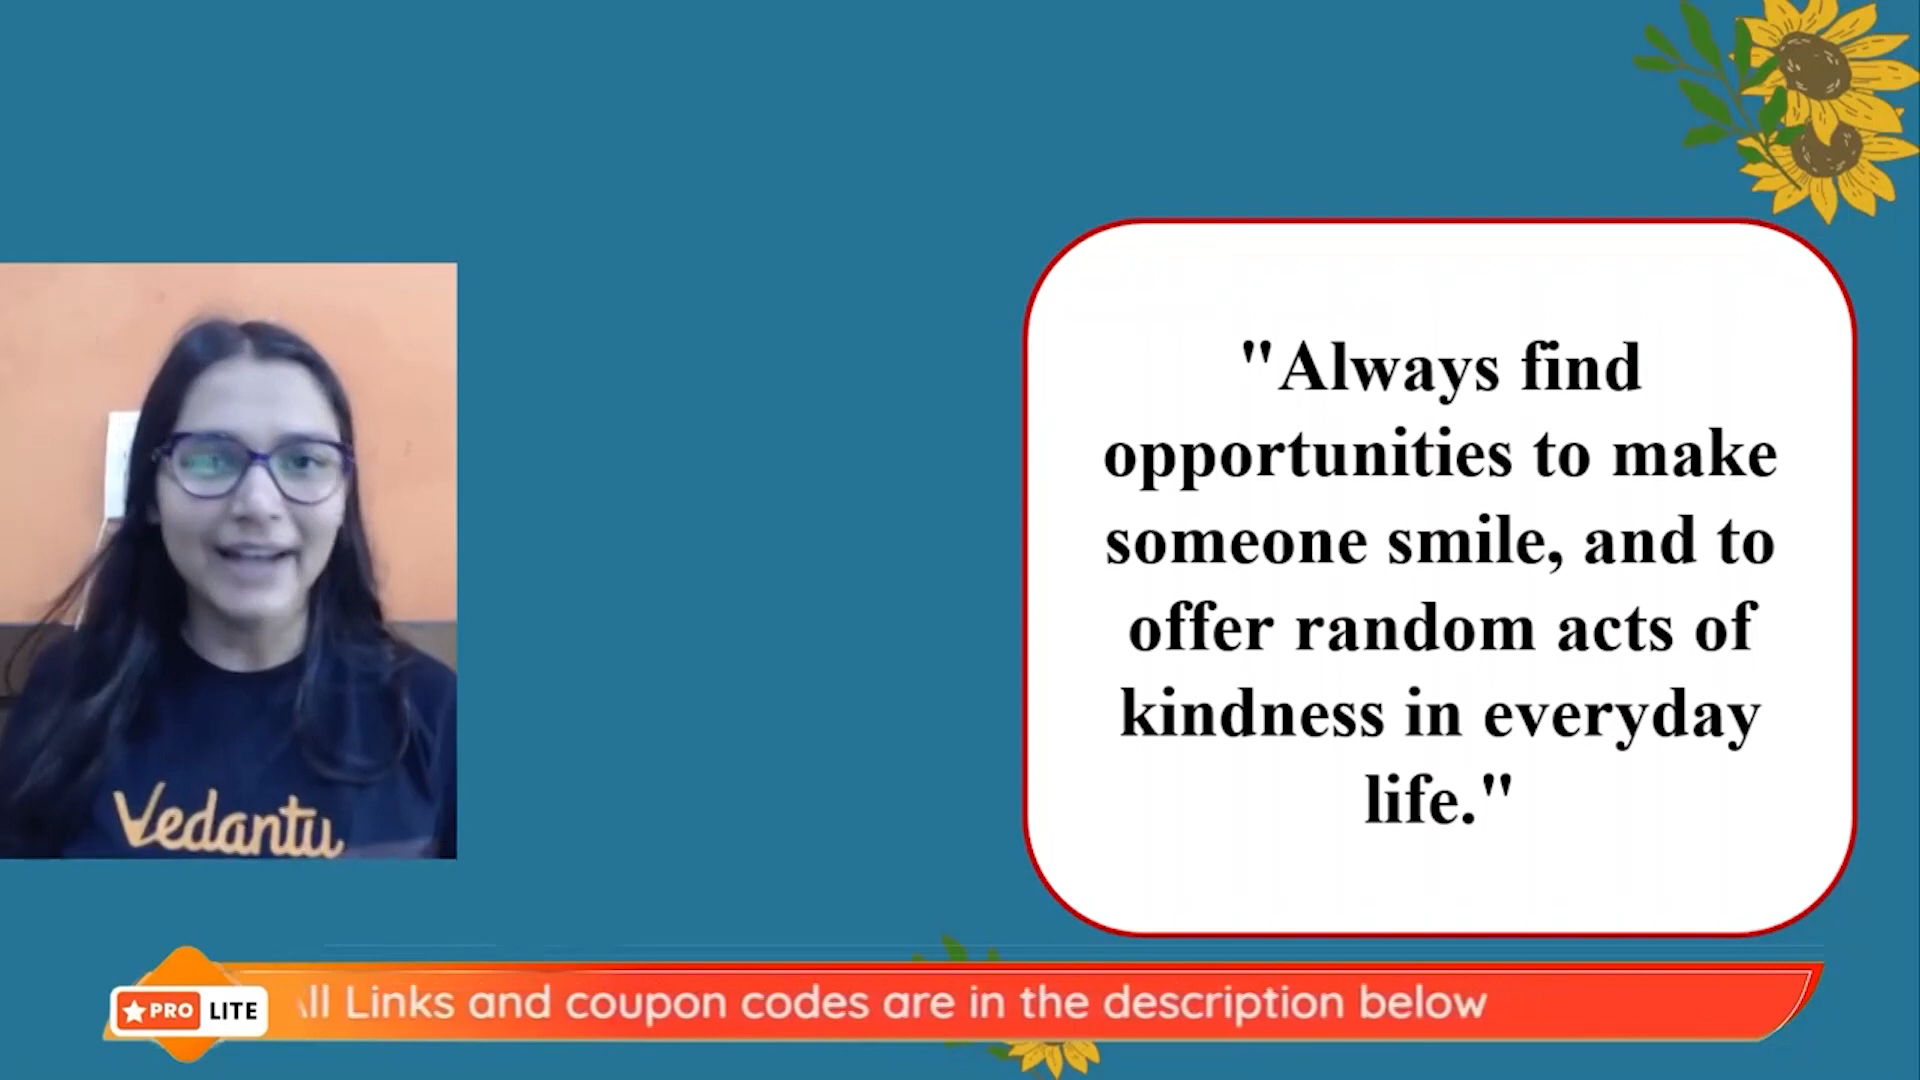 "Always find
opportunities to make
someone smile, and to
offer random acts of
kindness in everyday
life."
Vedantu
PRO LITE
ll Links and coupon codes are in the description below